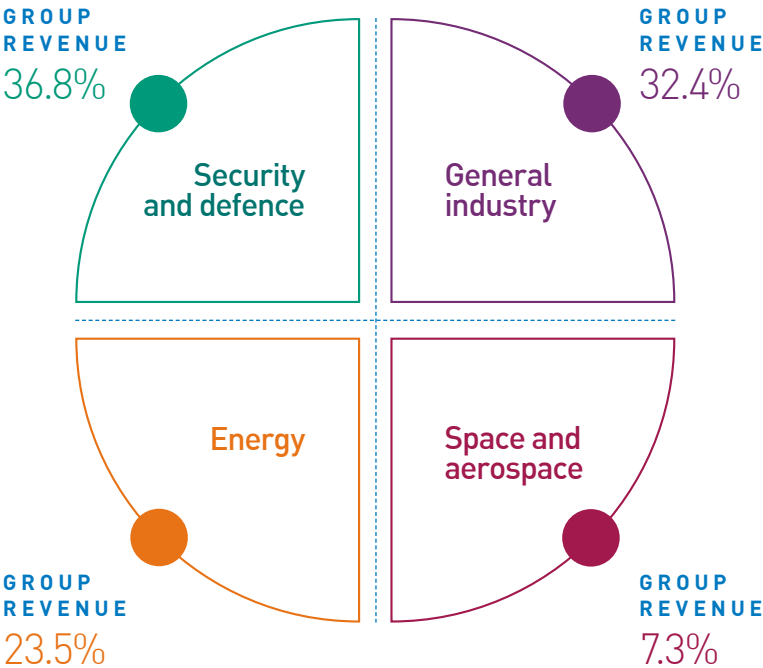 GROUP
REVENUE
36.8%
Security
and defence
GROUP
REVENUE
32.4%
General
industry
Energy
GROUP
REVENUE
23.5%
Space and
aerospace
GROUP
REVENUE
7.3%